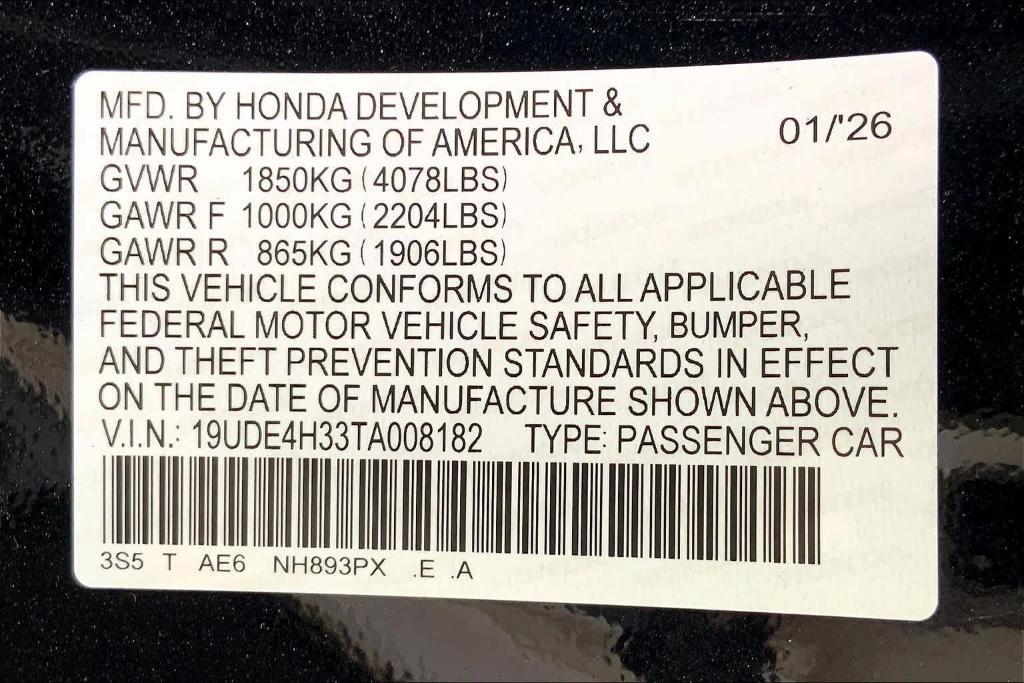 MFD. BY HONDA DEVELOPMENT &
MANUFACTURING OF AMERICA, LLC 01/'26
GVWR 1850KG (4078LBS)
GAWR F 1000KG (2204LBS)
GAWR R 865KG (1906LBS)
THIS VEHICLE CONFORMS TO ALL APPLICABLE
FEDERAL MOTOR VEHICLE SAFETY, BUMPER,
AND THEFT PREVENTION STANDARDS IN EFFECT
ON THE DATE OF MANUFACTURE SHOWN ABOVE.
V.I.N.: 19UDE4H33TA008182 TYPE: PASSENGER CAR
3S5 T AE6 NH893PX .E .A